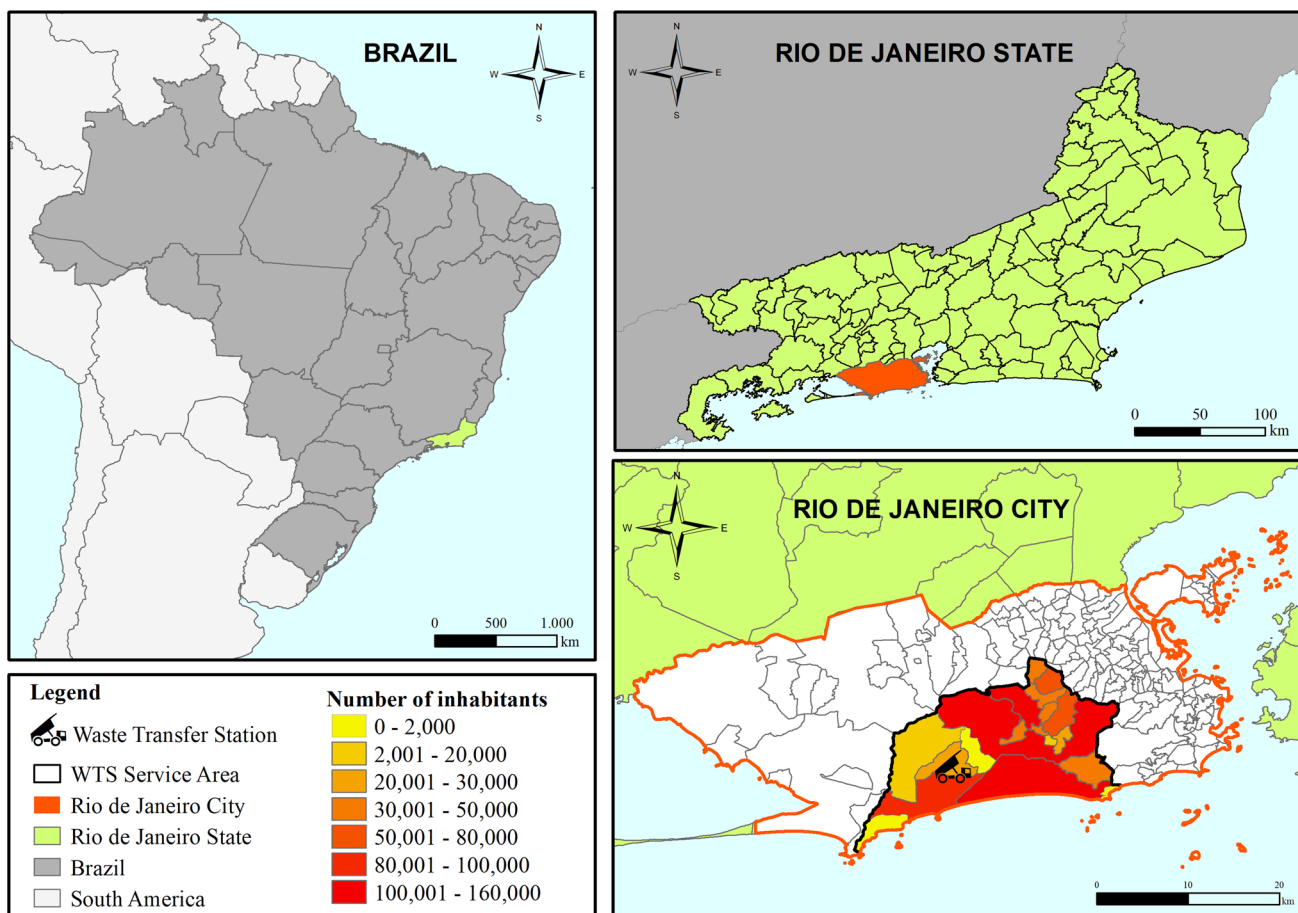 BRAZIL
N
W E
S
0 500 1.000
km
RIO DE JANEIRO STATE
N
W E
S
0 50 100
km
RIO DE JANEIRO CITY
N
W E
S
0 10 20
km
Legend
Waste Transfer Station
WTS Service Area
Rio de Janeiro City
Rio de Janeiro State
Brazil
South America
Number of inhabitants
0 - 2,000
2,001 - 20,000
20,001 - 30,000
30,001 - 50,000
50,001 - 80,000
80,001 - 100,000
100,001 - 160,000